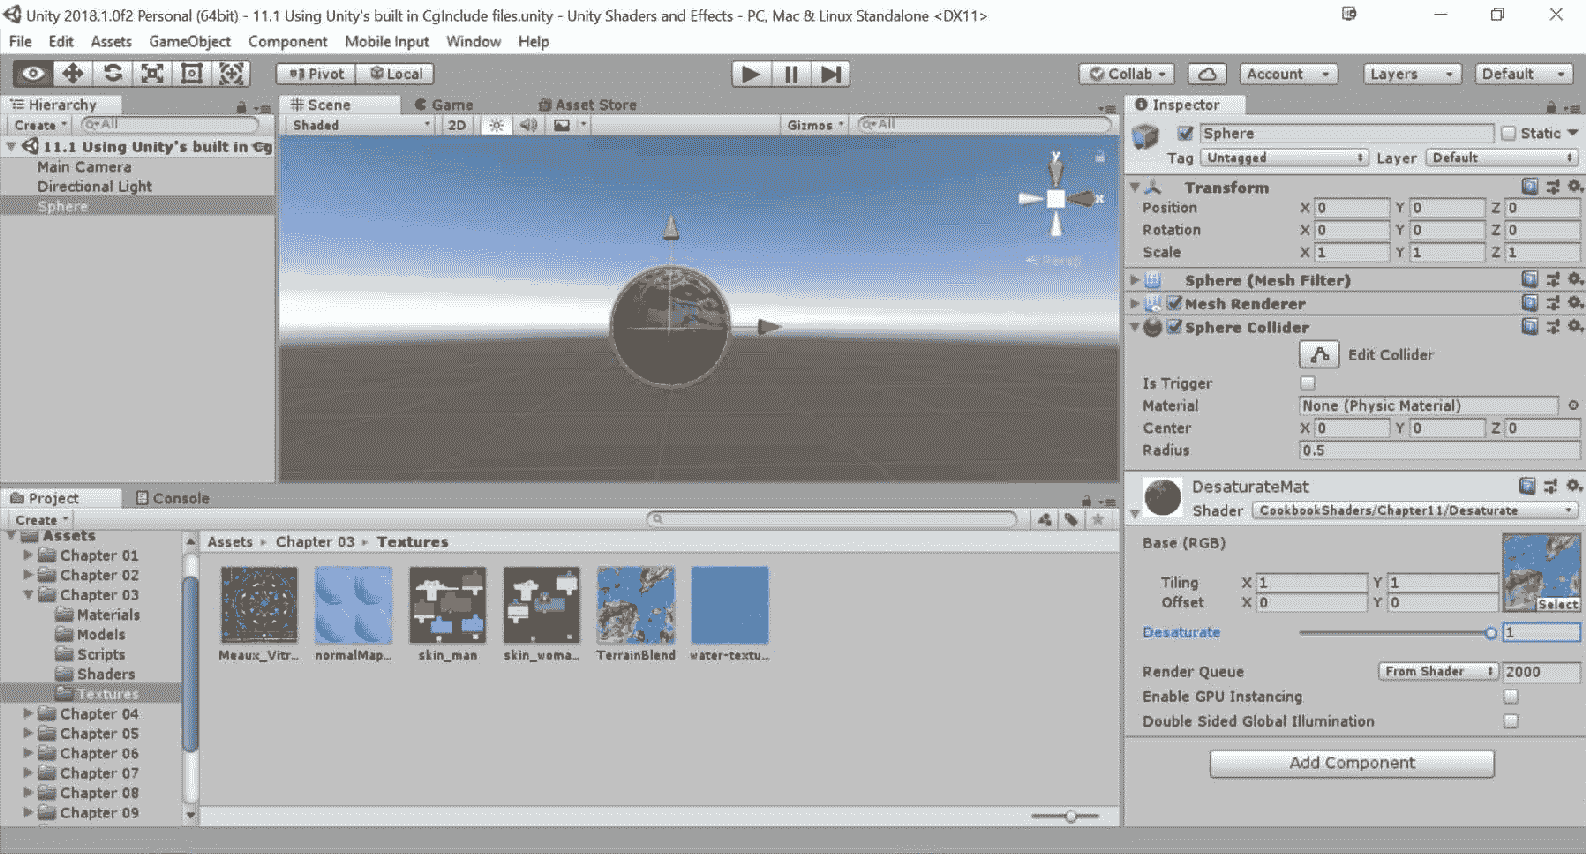 Unity 2018.1.0f2 Personal (64bit) - 11.1 Using Unity's built in CgInclude files.unity - Unity Shaders and Effects - PC, Mac & Linux Standalone <DX11>
File Edit Assets GameObject Component Mobile Input Window Help
Pivot Local Collab Account Layers Default
Hierarchy
Create All
11.1 Using Unity's built in Cg
Main Camera
Directional Light
Sphere
Scene Game Asset Store
Shaded 2D Gizmos All
y
x
Persp
Inspector
Sphere Static
Tag Untagged Layer Default
Transform
Position X 0 Y 0 Z 0
Rotation X 0 Y 0 Z 0
Scale X 1 Y 1 Z 1
Sphere (Mesh Filter)
Mesh Renderer
Sphere Collider
Edit Collider
Is Trigger
Material None (Physic Material)
Center X 0 Y 0 Z 0
Radius 0.5
DesaturateMat
Shader CookbookShaders/Chapter11/Desaturate
Base (RGB)
Tiling X 1 Y 1
Offset X 0 Y 0
Select
Desaturate 1
Render Queue From Shader 2000
Enable GPU Instancing
Double Sided Global Illumination
Add Component
Project Console
Create
Assets
Chapter 01
Chapter 02
Chapter 03
Materials
Models
Scripts
Shaders
Textures
Chapter 04
Chapter 05
Chapter 06
Chapter 07
Chapter 08
Chapter 09
Assets Chapter 03 Textures
Meaux_Vitr... normalMap... skin_man skin_woma... TerrainBlend water-textu...